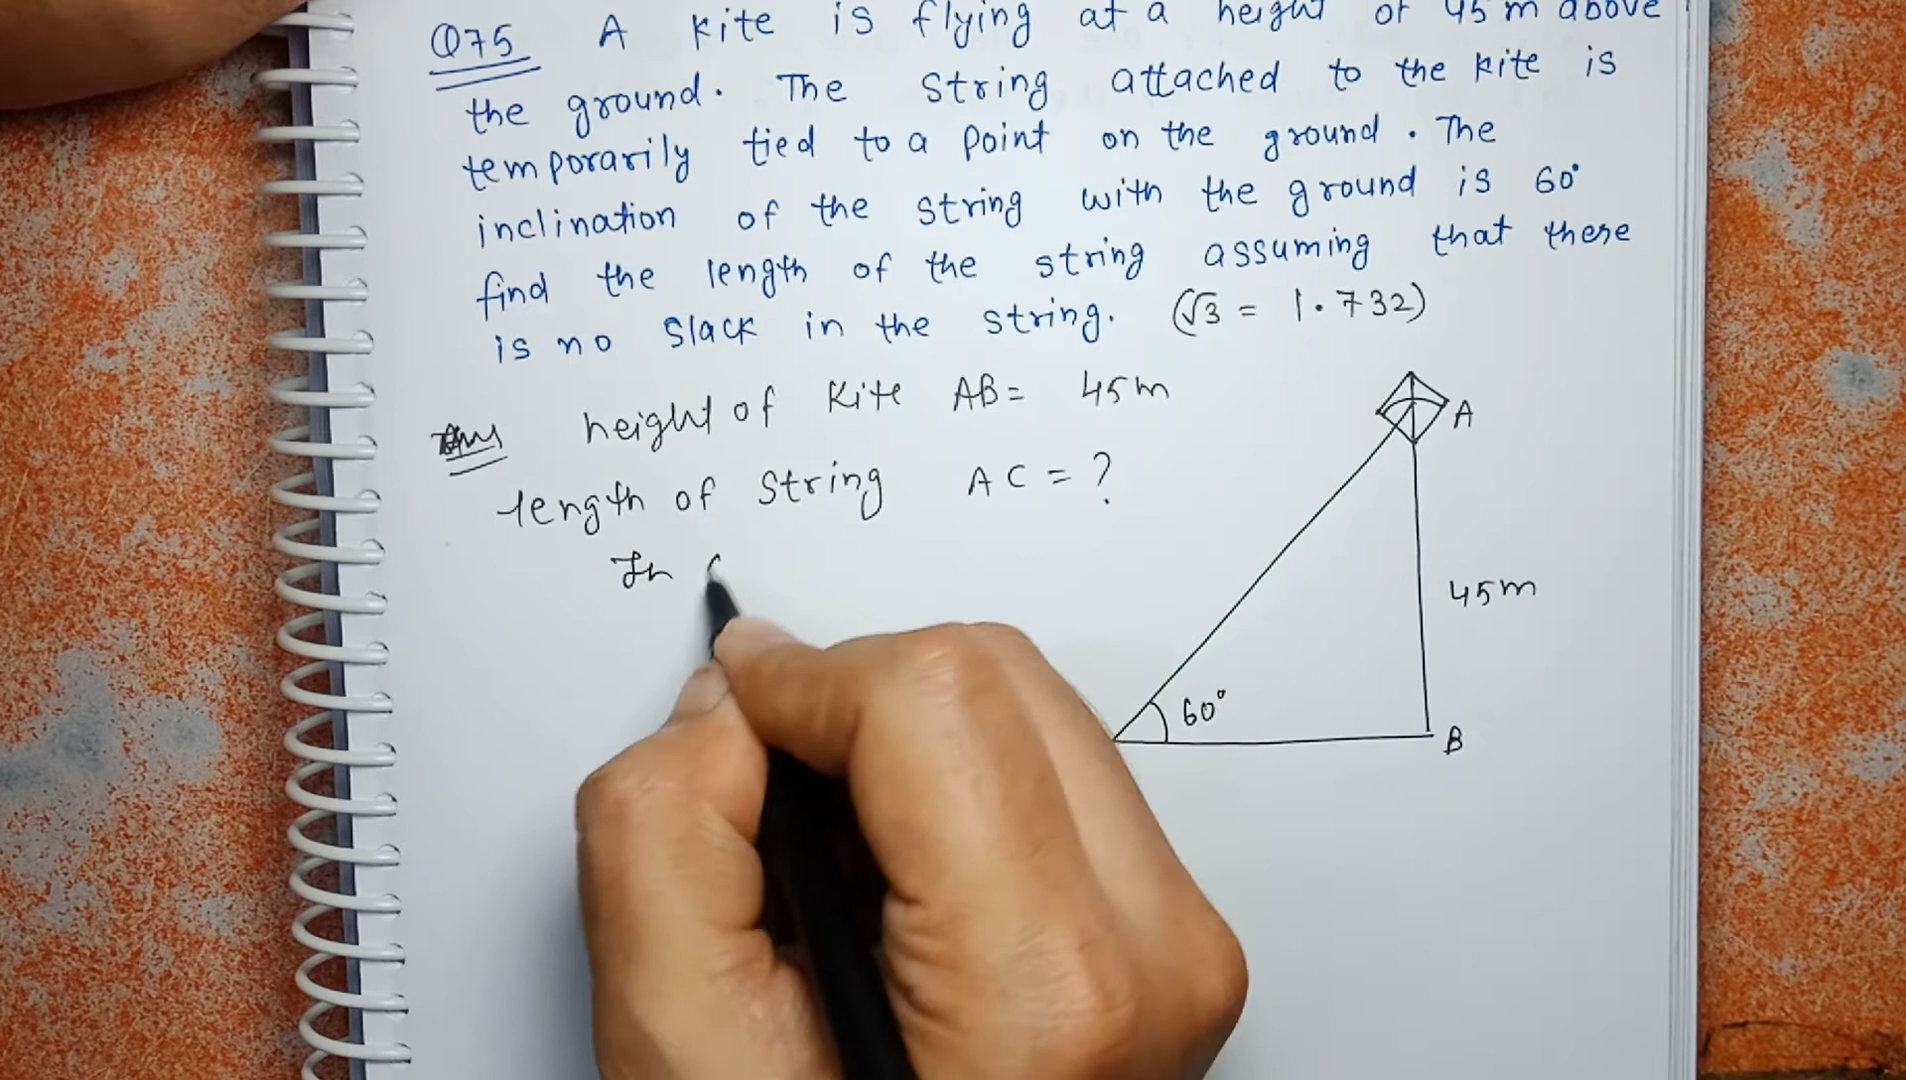 Q75 A kite is flying at a height of 45 m above
the ground. The string attached to the kite is
temporarily tied to a point on the ground. The
inclination of the string with the ground is 60°
find the length of the string assuming that there
is no slack in the string. (√3 = 1.732)
Ans height of Kite AB = 45m
length of string AC = ?
In
A
45m
60°
B